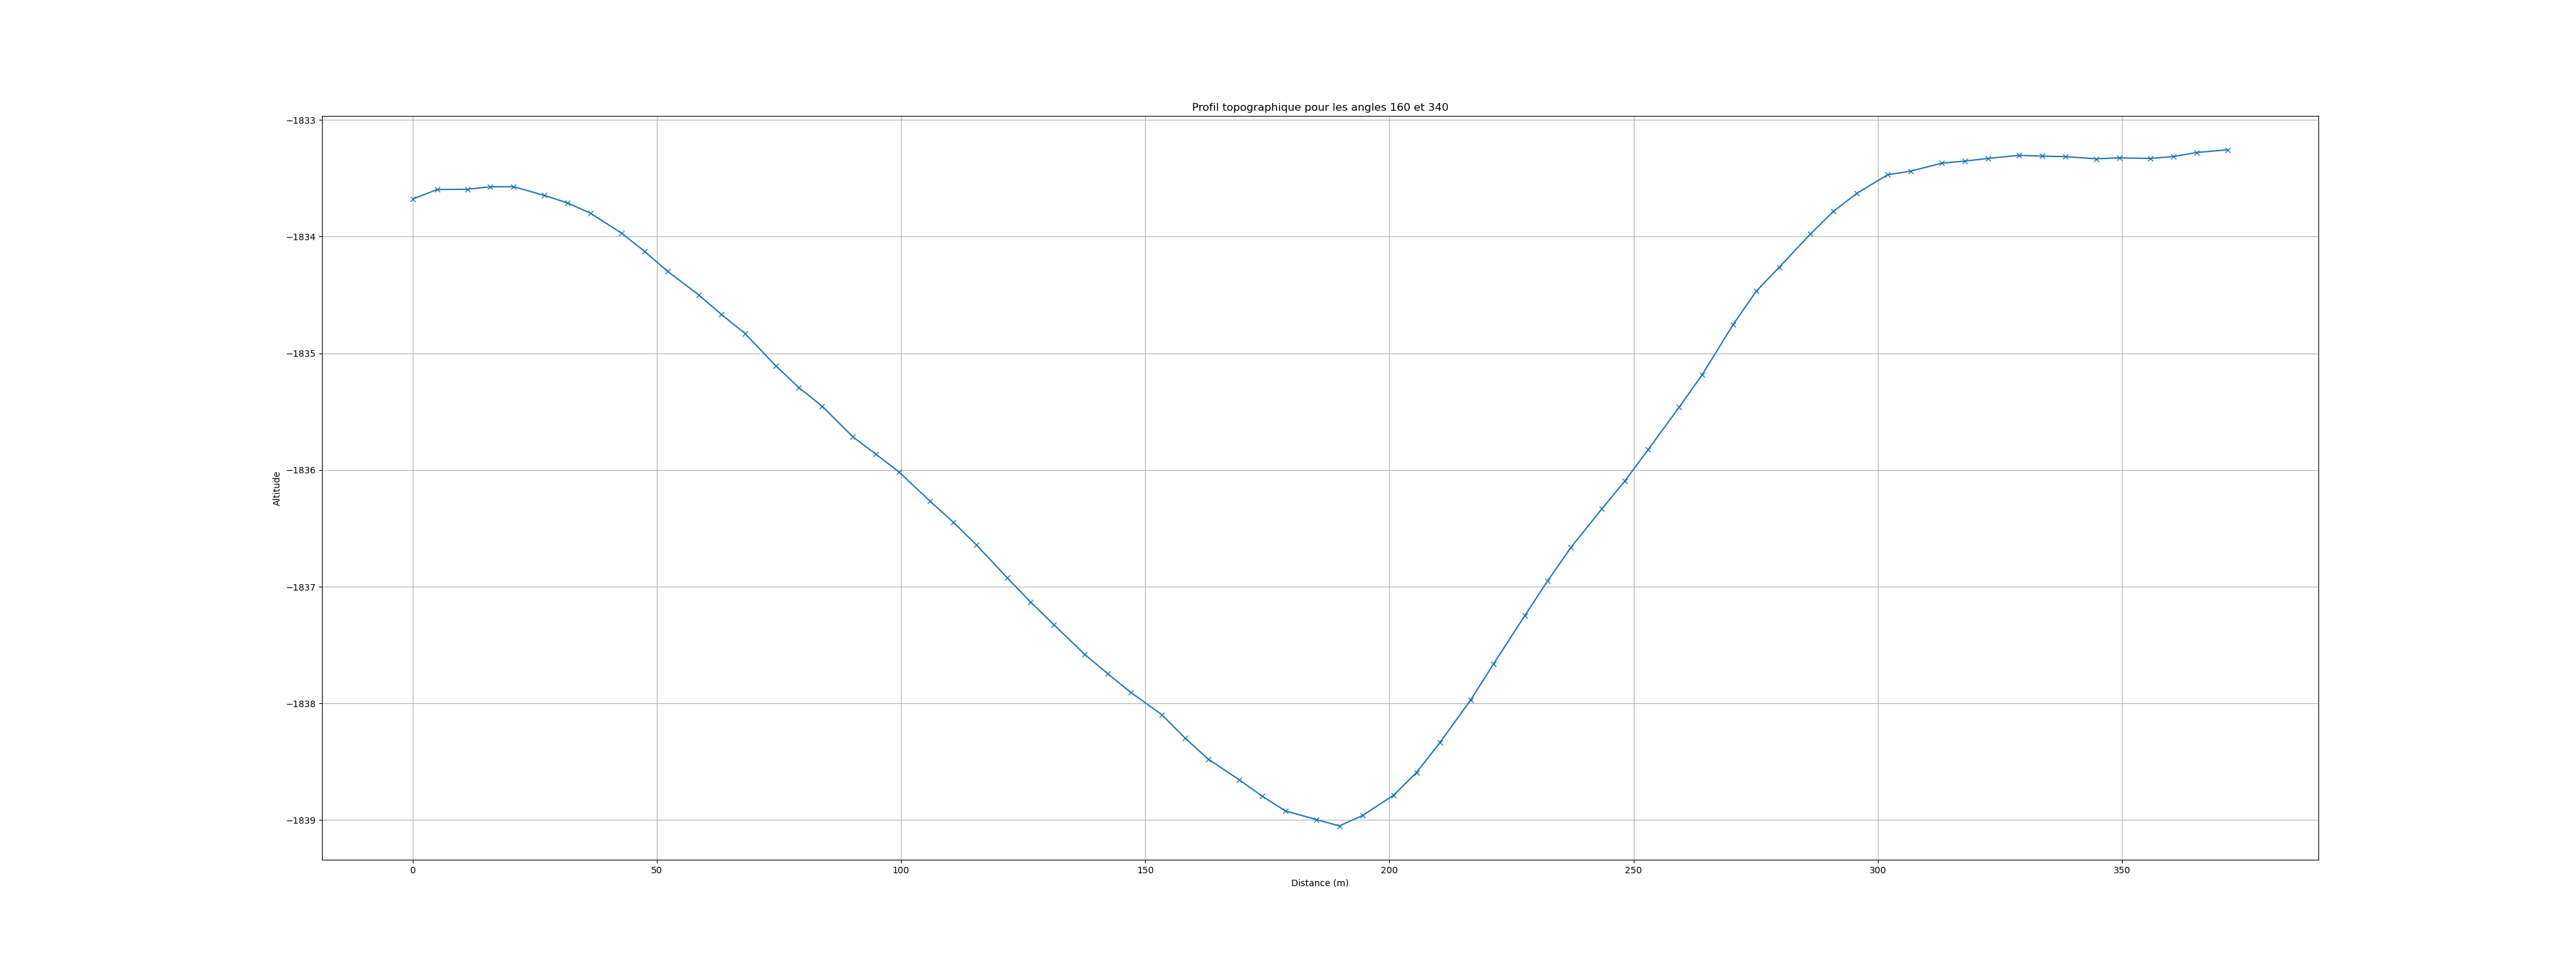 Profil topographique pour les angles 160 et 340
−1833
−1834
−1835
−1836
−1837
−1838
−1839
Altitude
0 50 100 150 200 250 300 350
Distance (m)